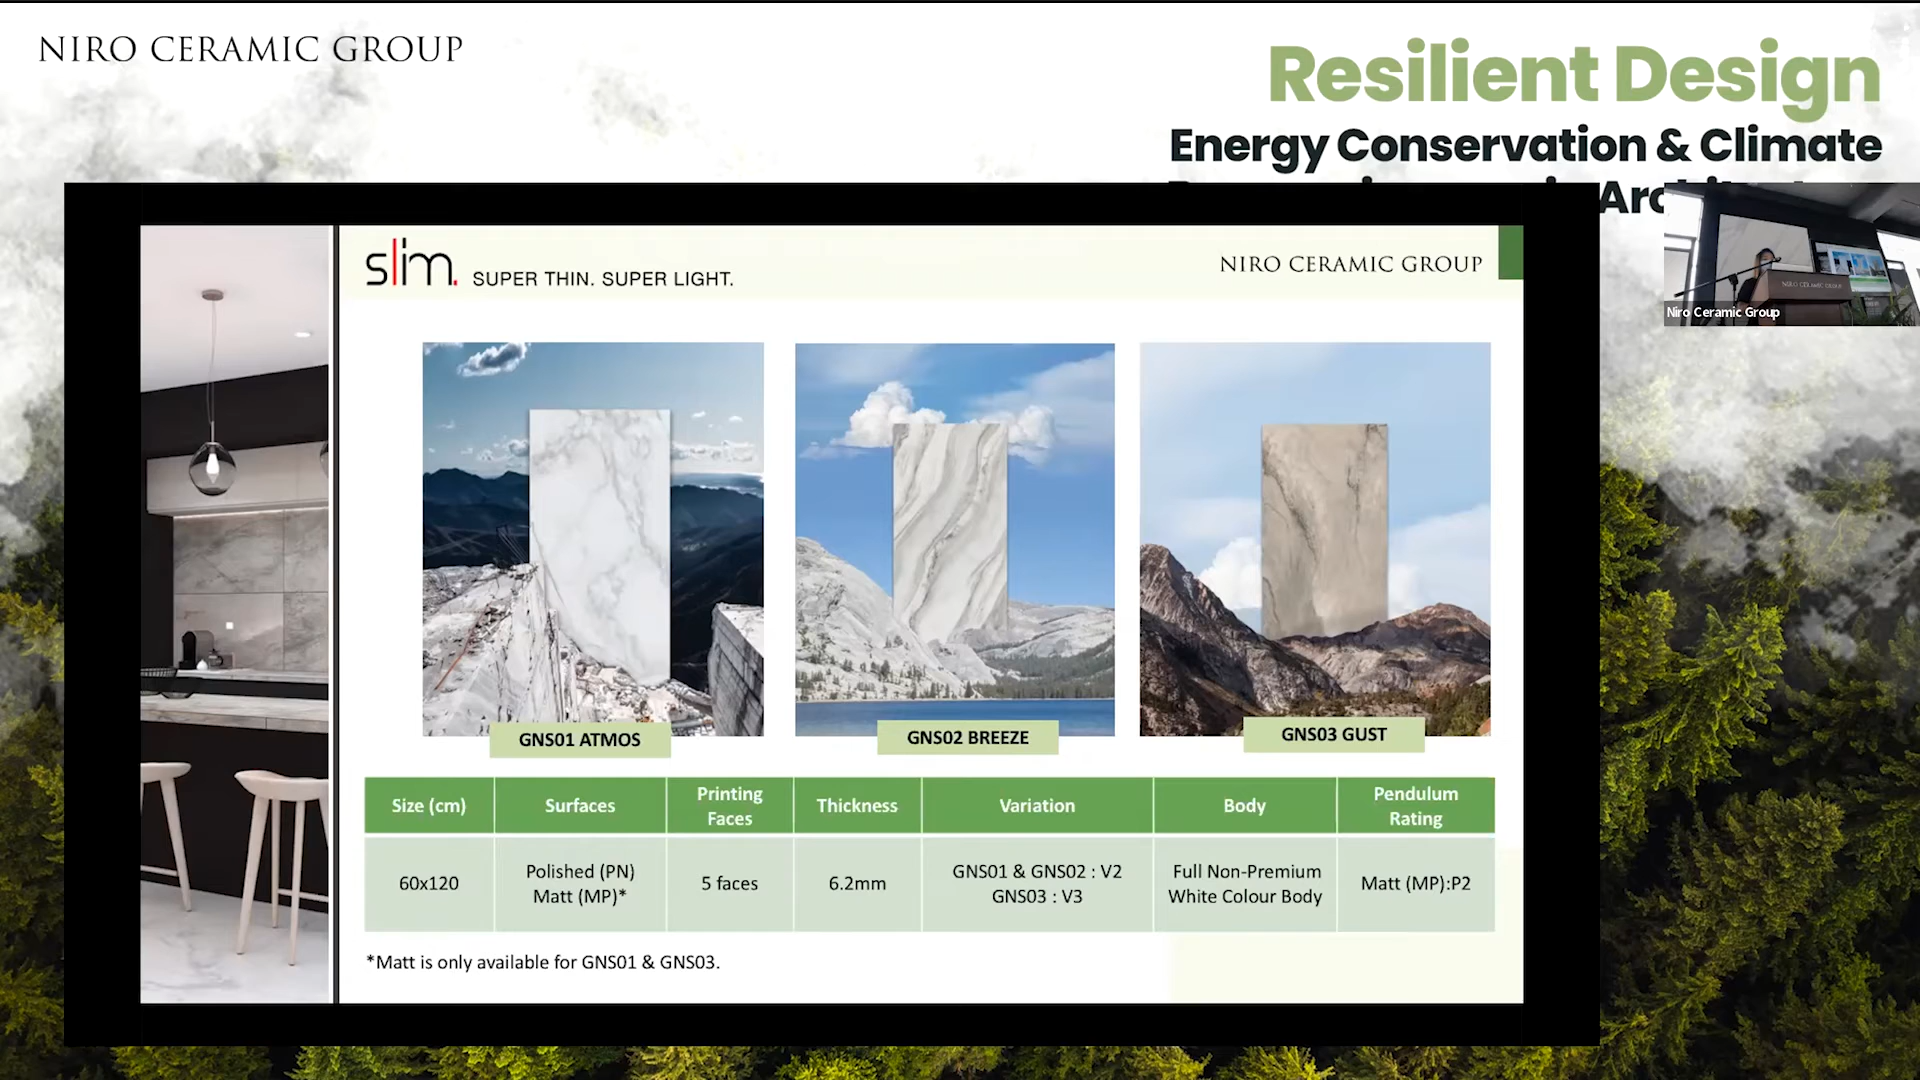 NIRO CERAMIC GROUP
Resilient Design
Energy Conservation & Climate
slim. SUPER THIN. SUPER LIGHT.
NIRO CERAMIC GROUP
NIRO CERAMIC GROUP
Niro Ceramic Group
GNS01 ATMOS
GNS02 BREEZE
GNS03 GUST
Size (cm)
Surfaces
Printing
Faces
Thickness
Variation
Body
Pendulum
Rating
60x120
Polished (PN)
Matt (MP)*
5 faces
6.2mm
GNS01 & GNS02 : V2
GNS03 : V3
Full Non-Premium
White Colour Body
Matt (MP):P2
*Matt is only available for GNS01 & GNS03.